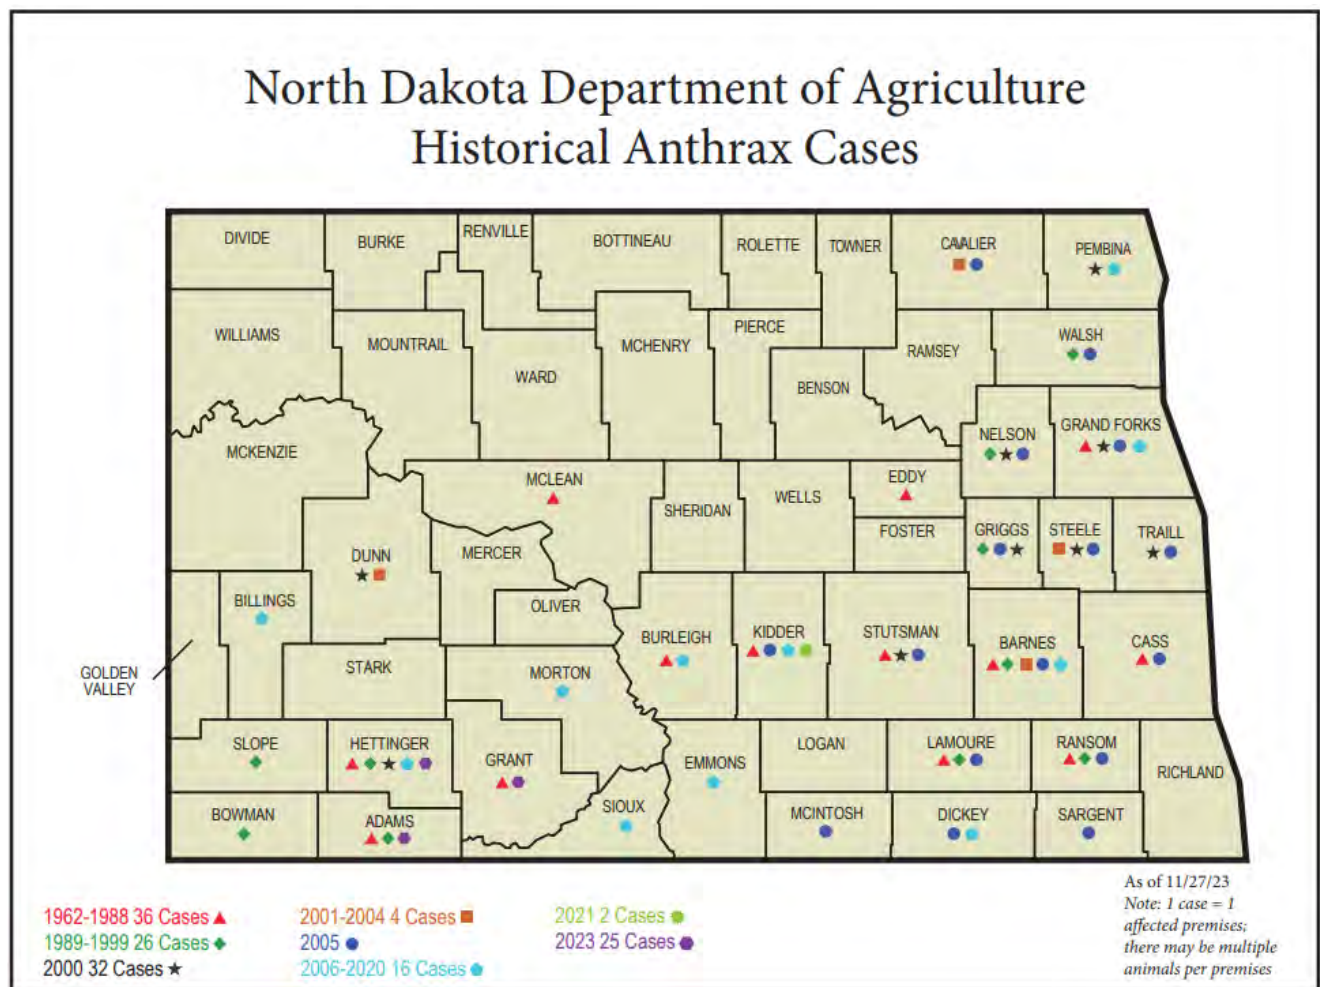 North Dakota Department of Agriculture
Historical Anthrax Cases
DIVIDE
BURKE
RENVILLE
BOTTINEAU
ROLETTE
TOWNER
CAVALIER
PEMBINA
WILLIAMS
MOUNTRAIL
WARD
MCHENRY
PIERCE
BENSON
RAMSEY
WALSH
MCKENZIE
NELSON
GRAND FORKS
MCLEAN
SHERIDAN
WELLS
EDDY
FOSTER
GRIGGS
STEELE
TRAILL
DUNN
MERCER
OLIVER
BILLINGS
GOLDEN
VALLEY
STARK
MORTON
BURLEIGH
KIDDER
STUTSMAN
BARNES
CASS
SLOPE
HETTINGER
GRANT
EMMONS
LOGAN
LAMOURE
RANSOM
RICHLAND
BOWMAN
ADAMS
SIOUX
MCINTOSH
DICKEY
SARGENT
1962-1988 36 Cases
1989-1999 26 Cases
2000 32 Cases
2001-2004 4 Cases
2005
2006-2020 16 Cases
2021 2 Cases
2023 25 Cases
As of 11/27/23
Note: 1 case = 1
affected premises;
there may be multiple
animals per premises